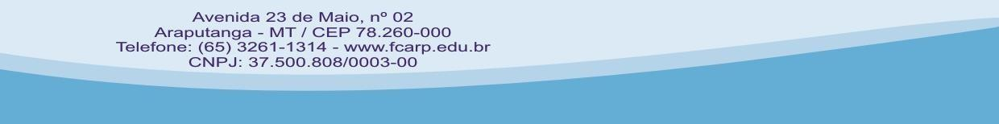 Avenida 23 de Maio, nº 02
Araputanga - MT / CEP 78.260-000
Telefone: (65) 3261-1314 - www.fcarp.edu.br
CNPJ: 37.500.808/0003-00